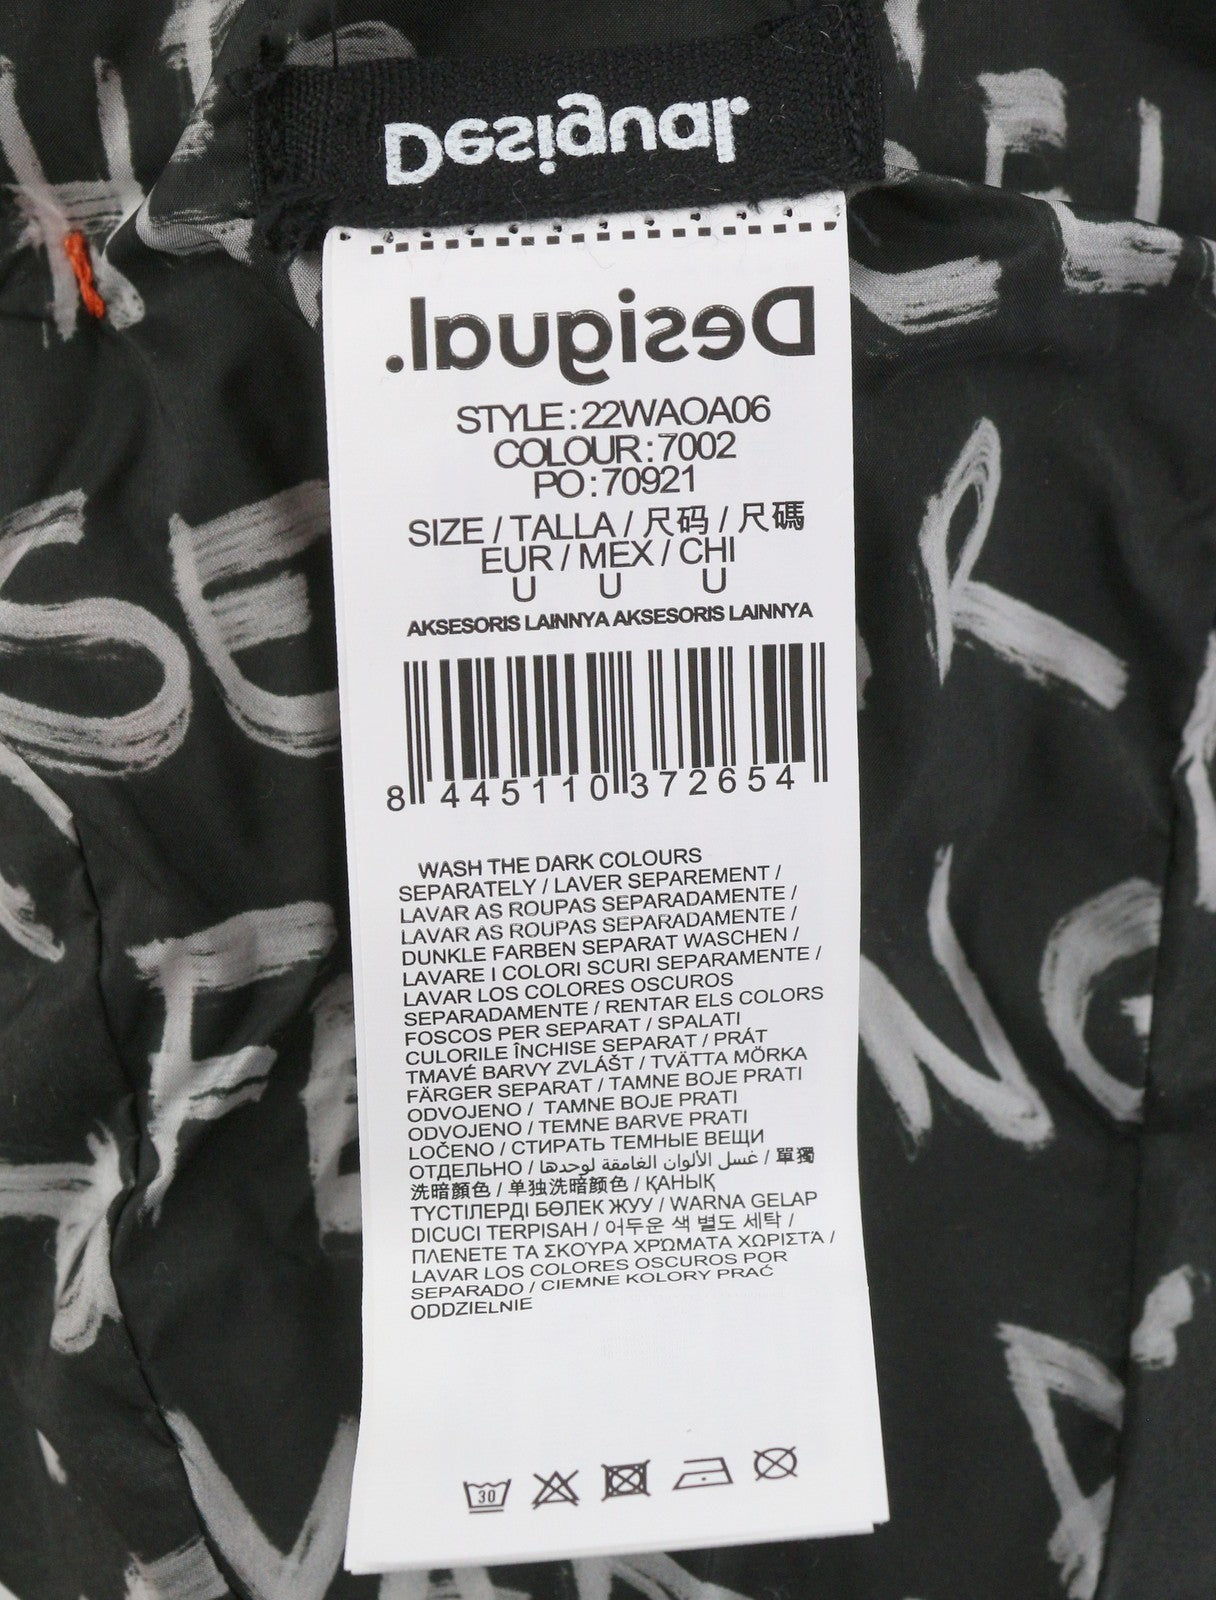 Desigual.
Desigual.
STYLE:22WAOA06
COLOUR:7002
PO:70921
SIZE / TALLA / 尺码 / 尺碼
EUR / MEX / CHI
U U U
AKSESORIS LAINNYA AKSESORIS LAINNYA
8 445110 372654
WASH THE DARK COLOURS
SEPARATELY / LAVER SEPAREMENT /
LAVAR AS ROUPAS SEPARADAMENTE /
LAVAR AS ROUPAS SEPARADAMENTE /
DUNKLE FARBEN SEPARAT WASCHEN /
LAVARE I COLORI SCURI SEPARAMENTE /
LAVAR LOS COLORES OSCUROS
SEPARADAMENTE / RENTAR ELS COLORS
FOSCOS PER SEPARAT / SPALATI
CULORILE ÎNCHISE SEPARAT / PRÁT
TMAVÉ BARVY ZVLÁŠT / TVÄTTA MÖRKA
FÄRGER SEPARAT / TAMNE BOJE PRATI
ODVOJENO / TAMNE BOJE PRATI
ODVOJENO / TEMNE BARVE PRATI
LOČENO / СТИРАТЬ ТЕМНЫЕ ВЕЩИ
ОТДЕЛЬНО / غسل الألوان الغامقة لوحدها / 單獨
洗暗顏色 / 单独洗暗颜色 / ҚАНЫҚ
ТҮСТІЛЕРДІ БӨЛЕК ЖУУ / WARNA GELAP
DICUCI TERPISAH / 어두운 색 별도 세탁 /
ΠΛΕΝΕΤΕ ΤΑ ΣΚΟΥΡΑ ΧΡΩΜΑΤΑ ΧΩΡΙΣΤΑ /
LAVAR LOS COLORES OSCUROS POR
SEPARADO / CIEMNE KOLORY PRAĆ
ODDZIELNIE
30